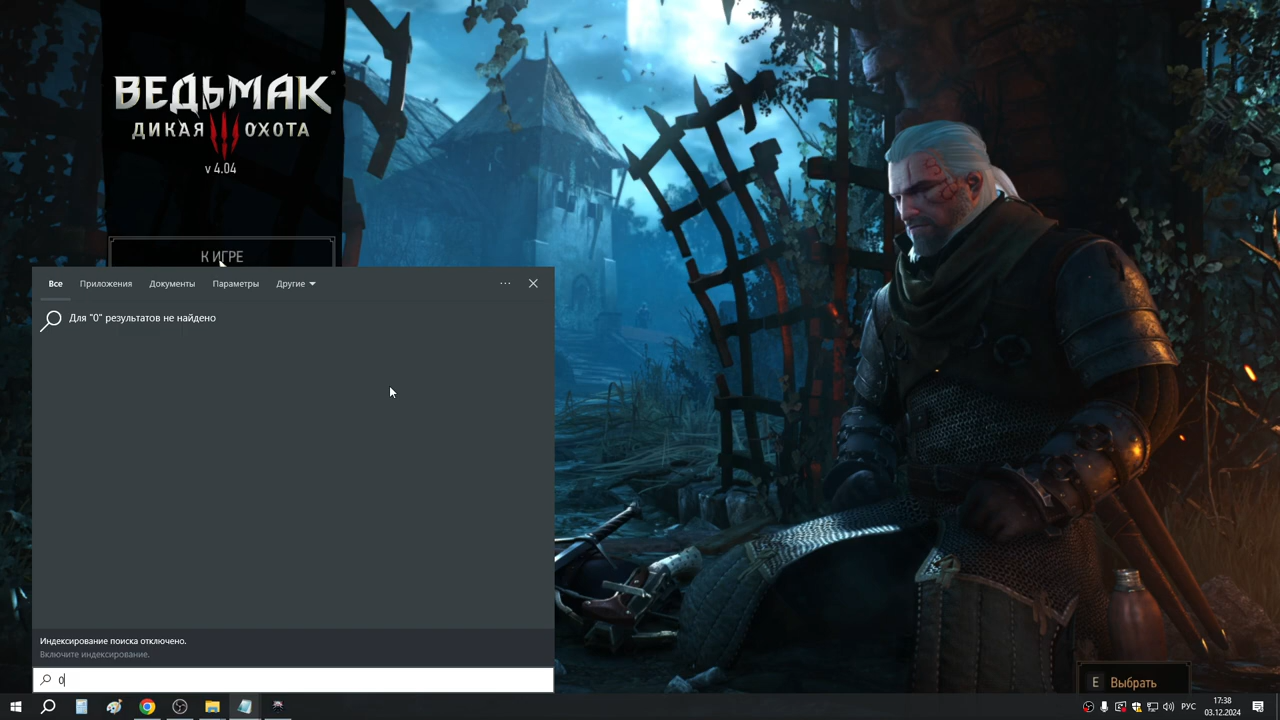 ВЕДЬМАК
ДИКАЯ III ОХОТА
v 4.04
К ИГРЕ
Все Приложения Документы Параметры Другие
Для "0" результатов не найдено
Индексирование поиска отключено.
Включите индексирование.
0
E Выбрать
РУС
17:38
03.12.2024